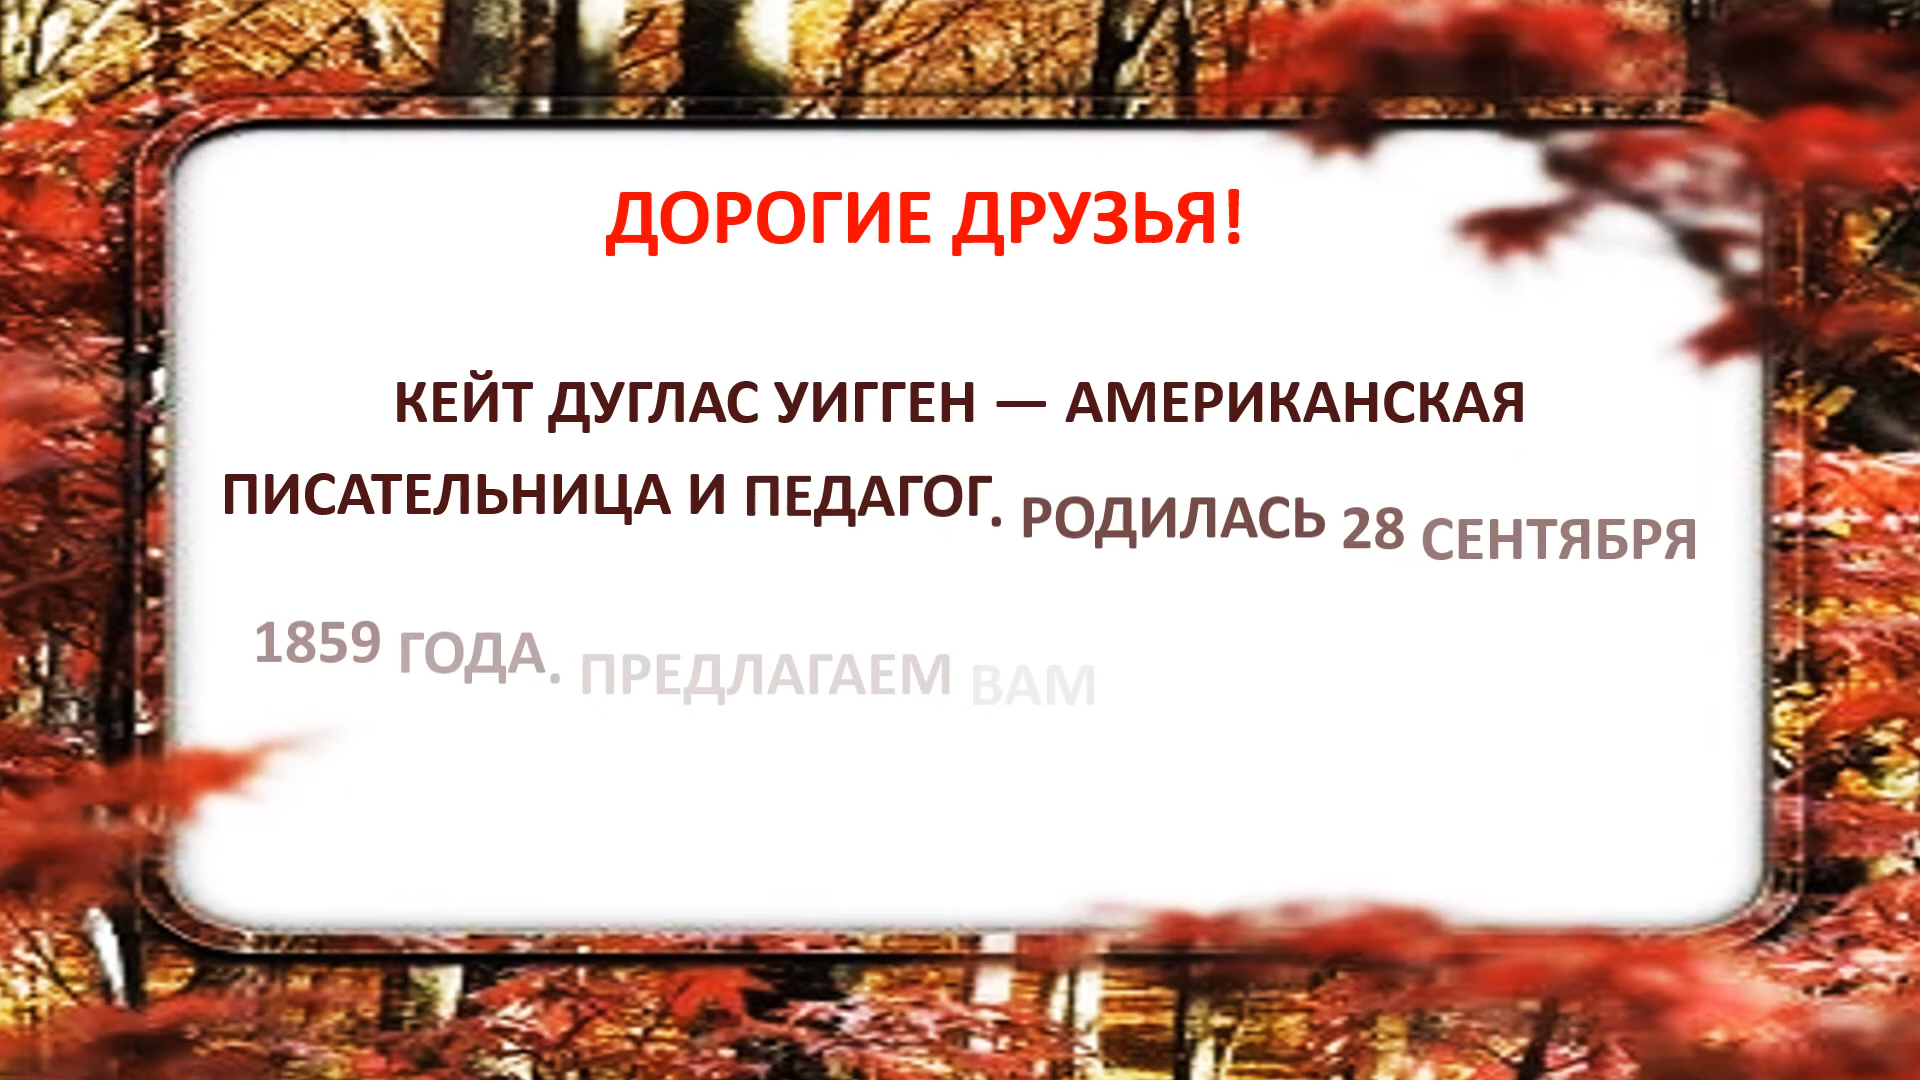 ДОРОГИЕ ДРУЗЬЯ!
КЕЙТ ДУГЛАС УИГГЕН — АМЕРИКАНСКАЯ
ПИСАТЕЛЬНИЦА И ПЕДАГОГ. РОДИЛАСЬ 28 СЕНТЯБРЯ
1859 ГОДА. ПРЕДЛАГАЕМ ВАМ